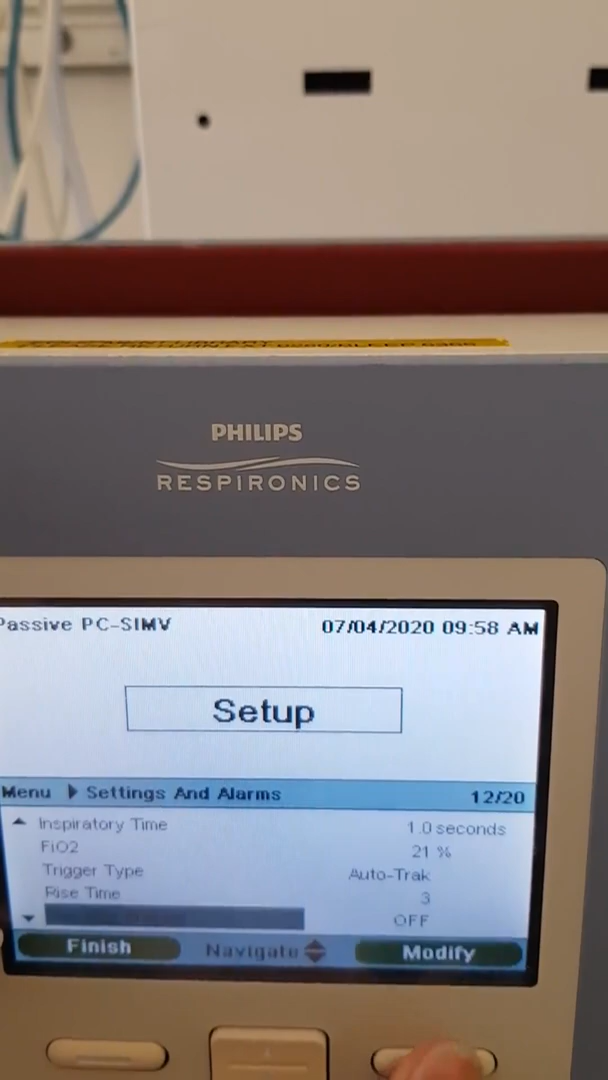 PHILIPS
RESPIRONICS
Passive PC-SIMV 07/04/2020 09:58 AM
Setup
Menu ▶ Settings And Alarms 12/20
Inspiratory Time 1.0 seconds
FiO2 21 %
Trigger Type Auto-Trak
Rise Time 3
OFF
Finish Navigate Modify